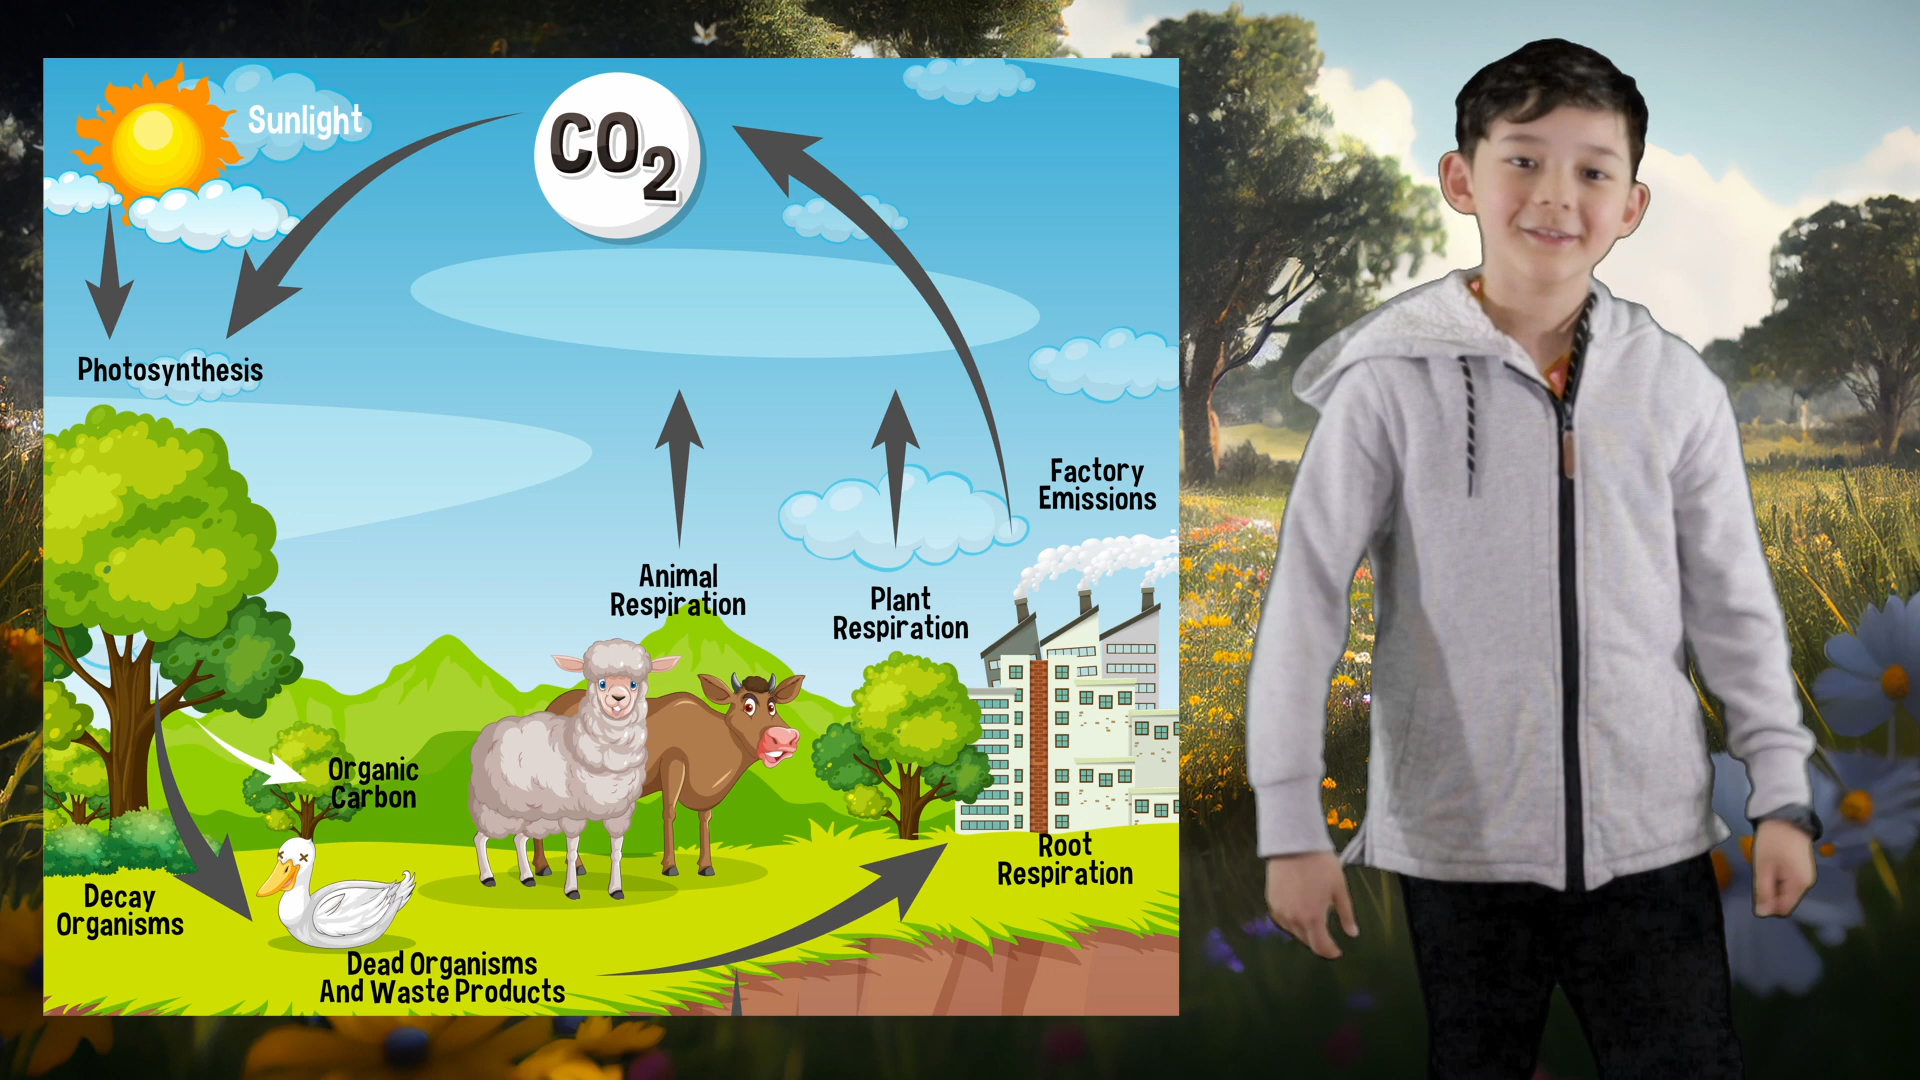 Sunlight
CO2
Photosynthesis
Factory
Emissions
Animal
Respiration
Plant
Respiration
Organic
Carbon
Root
Respiration
Decay
Organisms
Dead Organisms
And Waste Products